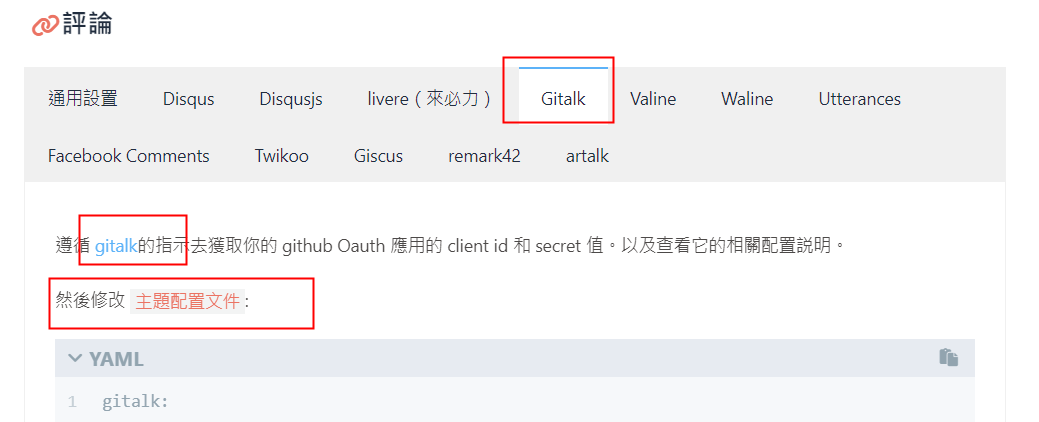 評論
通用設置 Disqus Disqusjs livere（來必力） Gitalk Valine Waline Utterances
Facebook Comments Twikoo Giscus remark42 artalk
遵循 gitalk的指示去獲取你的 github Oauth 應用的 client id 和 secret 值。以及查看它的相關配置説明。
然後修改 主題配置文件:
YAML
1 gitalk: